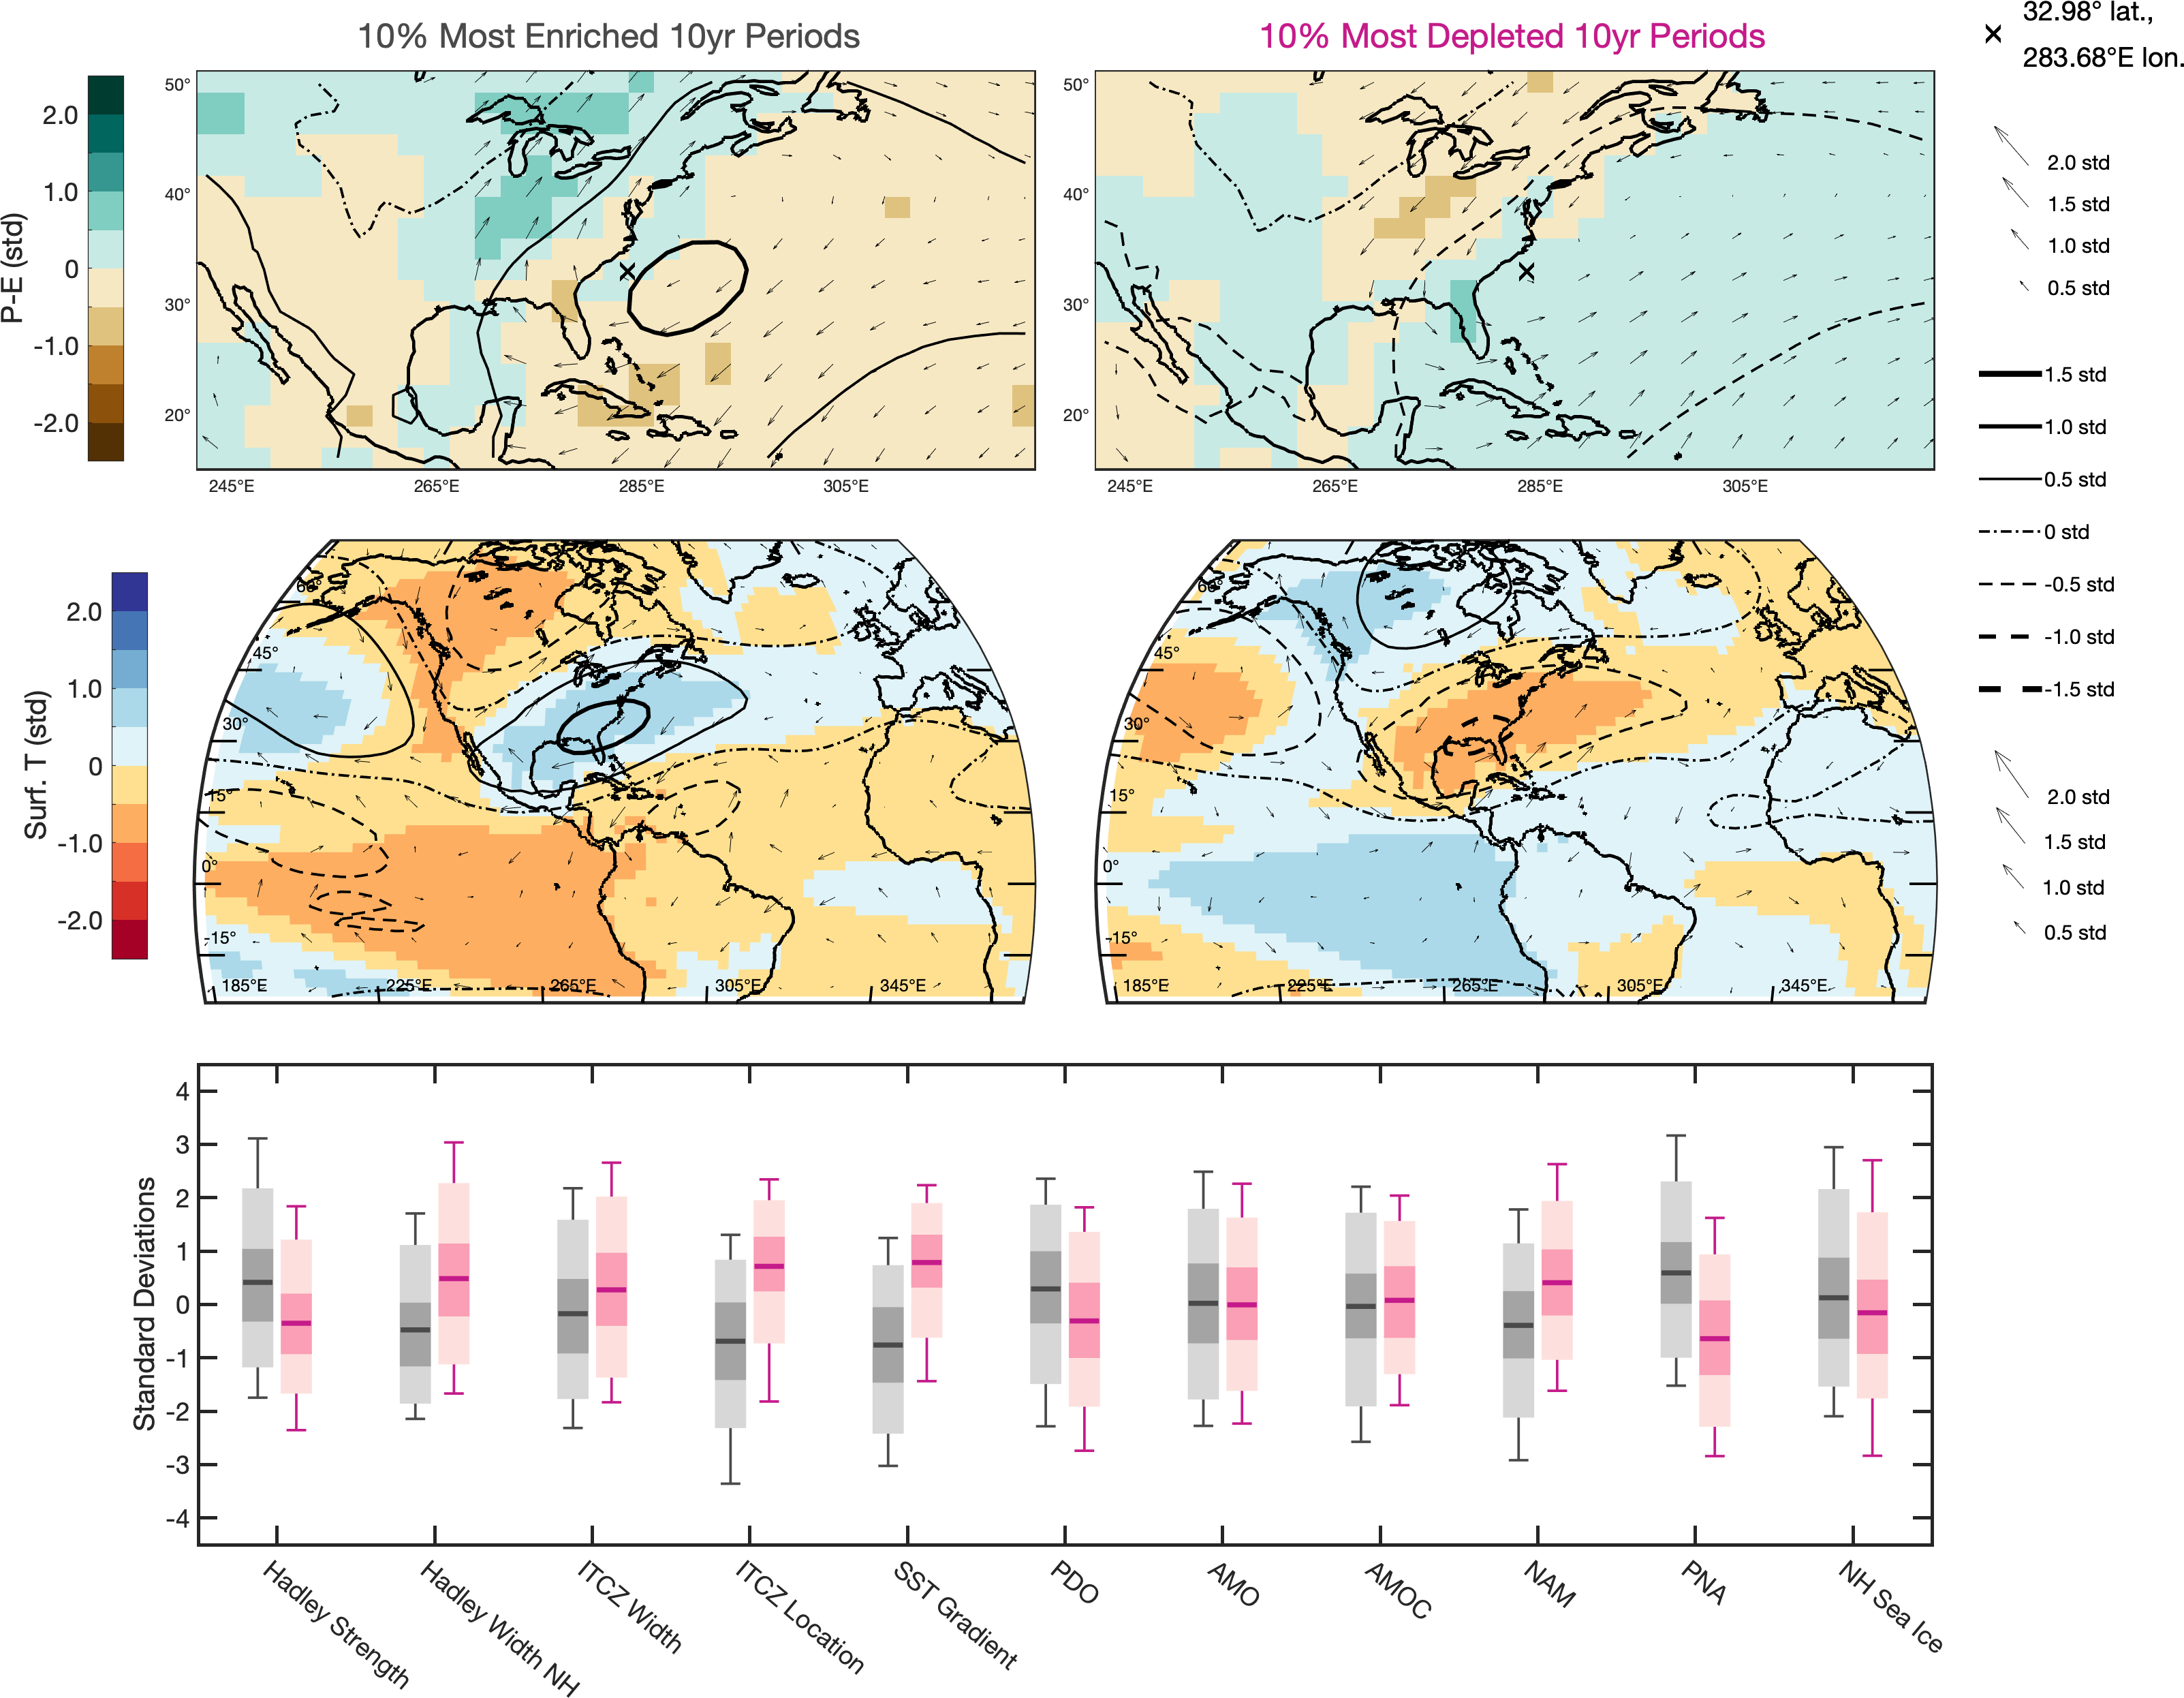 10% Most Enriched 10yr Periods
10% Most Depleted 10yr Periods
32.98° lat.,
283.68°E lon.
P-E (std)
2.0
1.0
0
-1.0
-2.0
50°
40°
30°
20°
245°E 265°E 285°E 305°E
50°
40°
30°
20°
245°E 265°E 285°E 305°E
2.0 std
1.5 std
1.0 std
0.5 std
1.5 std
1.0 std
0.5 std
0 std
-0.5 std
-1.0 std
-1.5 std
Surf. T (std)
2.0
1.0
0
-1.0
-2.0
60°
45°
30°
15°
0°
-15°
185°E 225°E 265°E 305°E 345°E
60°
45°
30°
15°
0°
-15°
185°E 225°E 265°E 305°E 345°E
2.0 std
1.5 std
1.0 std
0.5 std
Standard Deviations
4
3
2
1
0
-1
-2
-3
-4
Hadley Strength
Hadley Width NH
ITCZ Width
ITCZ Location
SST Gradient
PDO
AMO
AMOC
NAM
PNA
NH Sea Ice